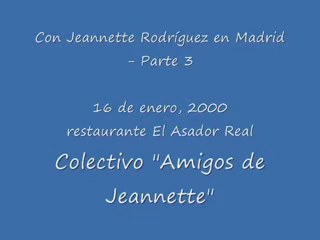 Con Jeannette Rodríguez en Madrid
- Parte 3
16 de enero, 2000
restaurante El Asador Real
Colectivo "Amigos de
Jeannette"